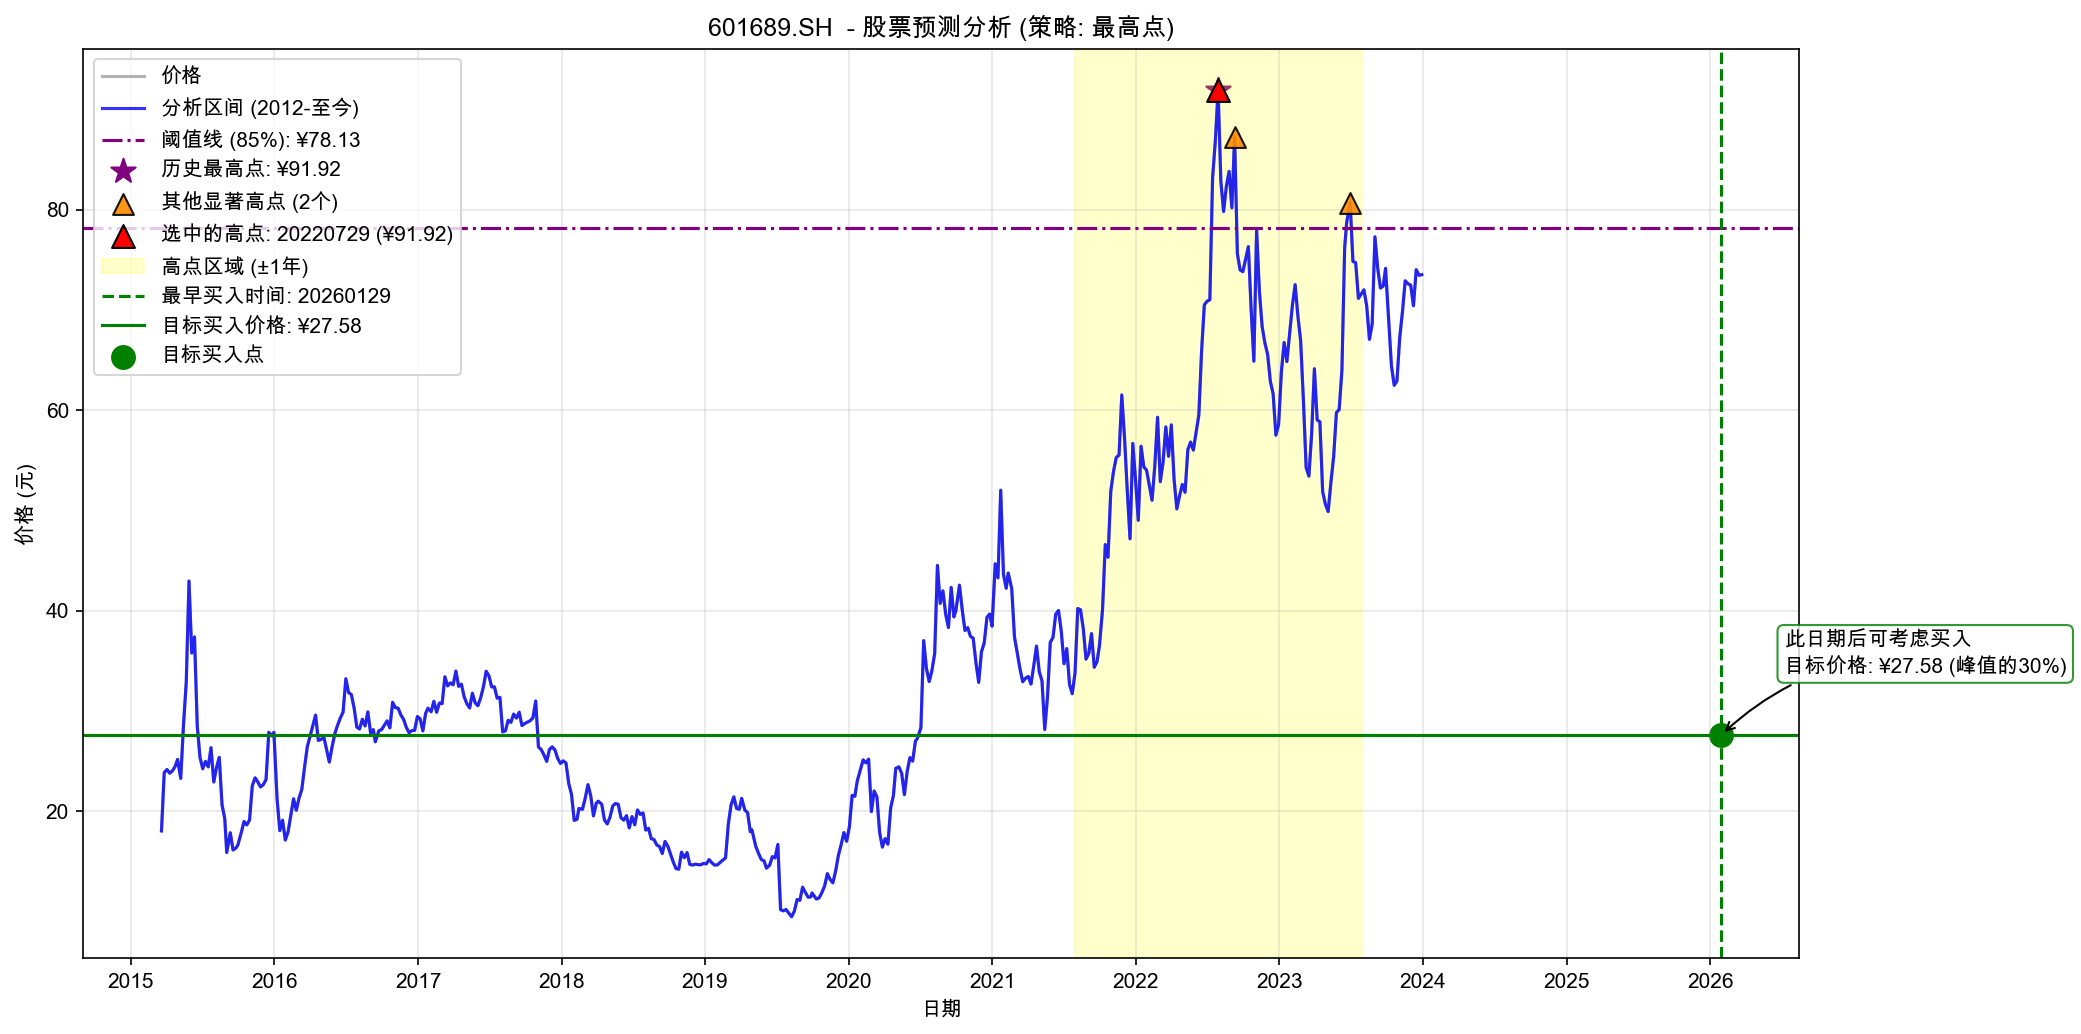 601689.SH - 股票预测分析 (策略: 最高点)
价格
分析区间 (2012-至今)
阈值线 (85%): ¥78.13
历史最高点: ¥91.92
其他显著高点 (2个)
选中的高点: 20220729 (¥91.92)
高点区域 (±1年)
最早买入时间: 20260129
目标买入价格: ¥27.58
目标买入点
80
60
40
20
价格 (元)
此日期后可考虑买入
目标价格: ¥27.58 (峰值的30%)
2015 2016 2017 2018 2019 2020 2021 2022 2023 2024 2025 2026
日期